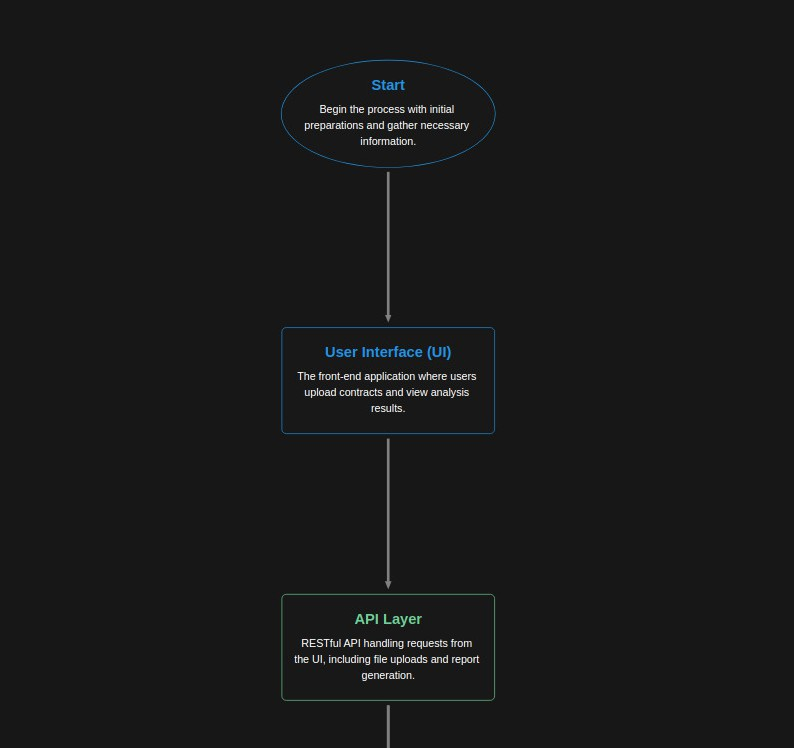 Start
Begin the process with initial
preparations and gather necessary
information.
User Interface (UI)
The front-end application where users
upload contracts and view analysis
results.
API Layer
RESTful API handling requests from
the UI, including file uploads and report
generation.